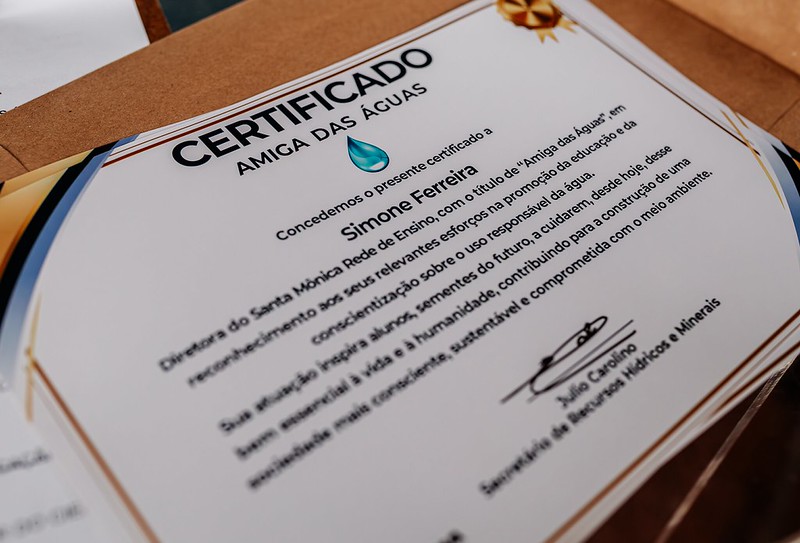 CERTIFICADO
AMIGA DAS ÁGUAS
Concedemos o presente certificado a
Simone Ferreira
Diretora do Santa Mônica Rede de Ensino, com o título de “Amiga das Águas”, em
reconhecimento aos seus relevantes esforços na promoção da educação e da
conscientização sobre o uso responsável da água.
Sua atuação inspira alunos, sementes do futuro, a cuidarem, desde hoje, desse
bem essencial à vida e à humanidade, contribuindo para a construção de uma
sociedade mais consciente, sustentável e comprometida com o meio ambiente.
Julio Carolino
Secretário de Recursos Hídricos e Minerais